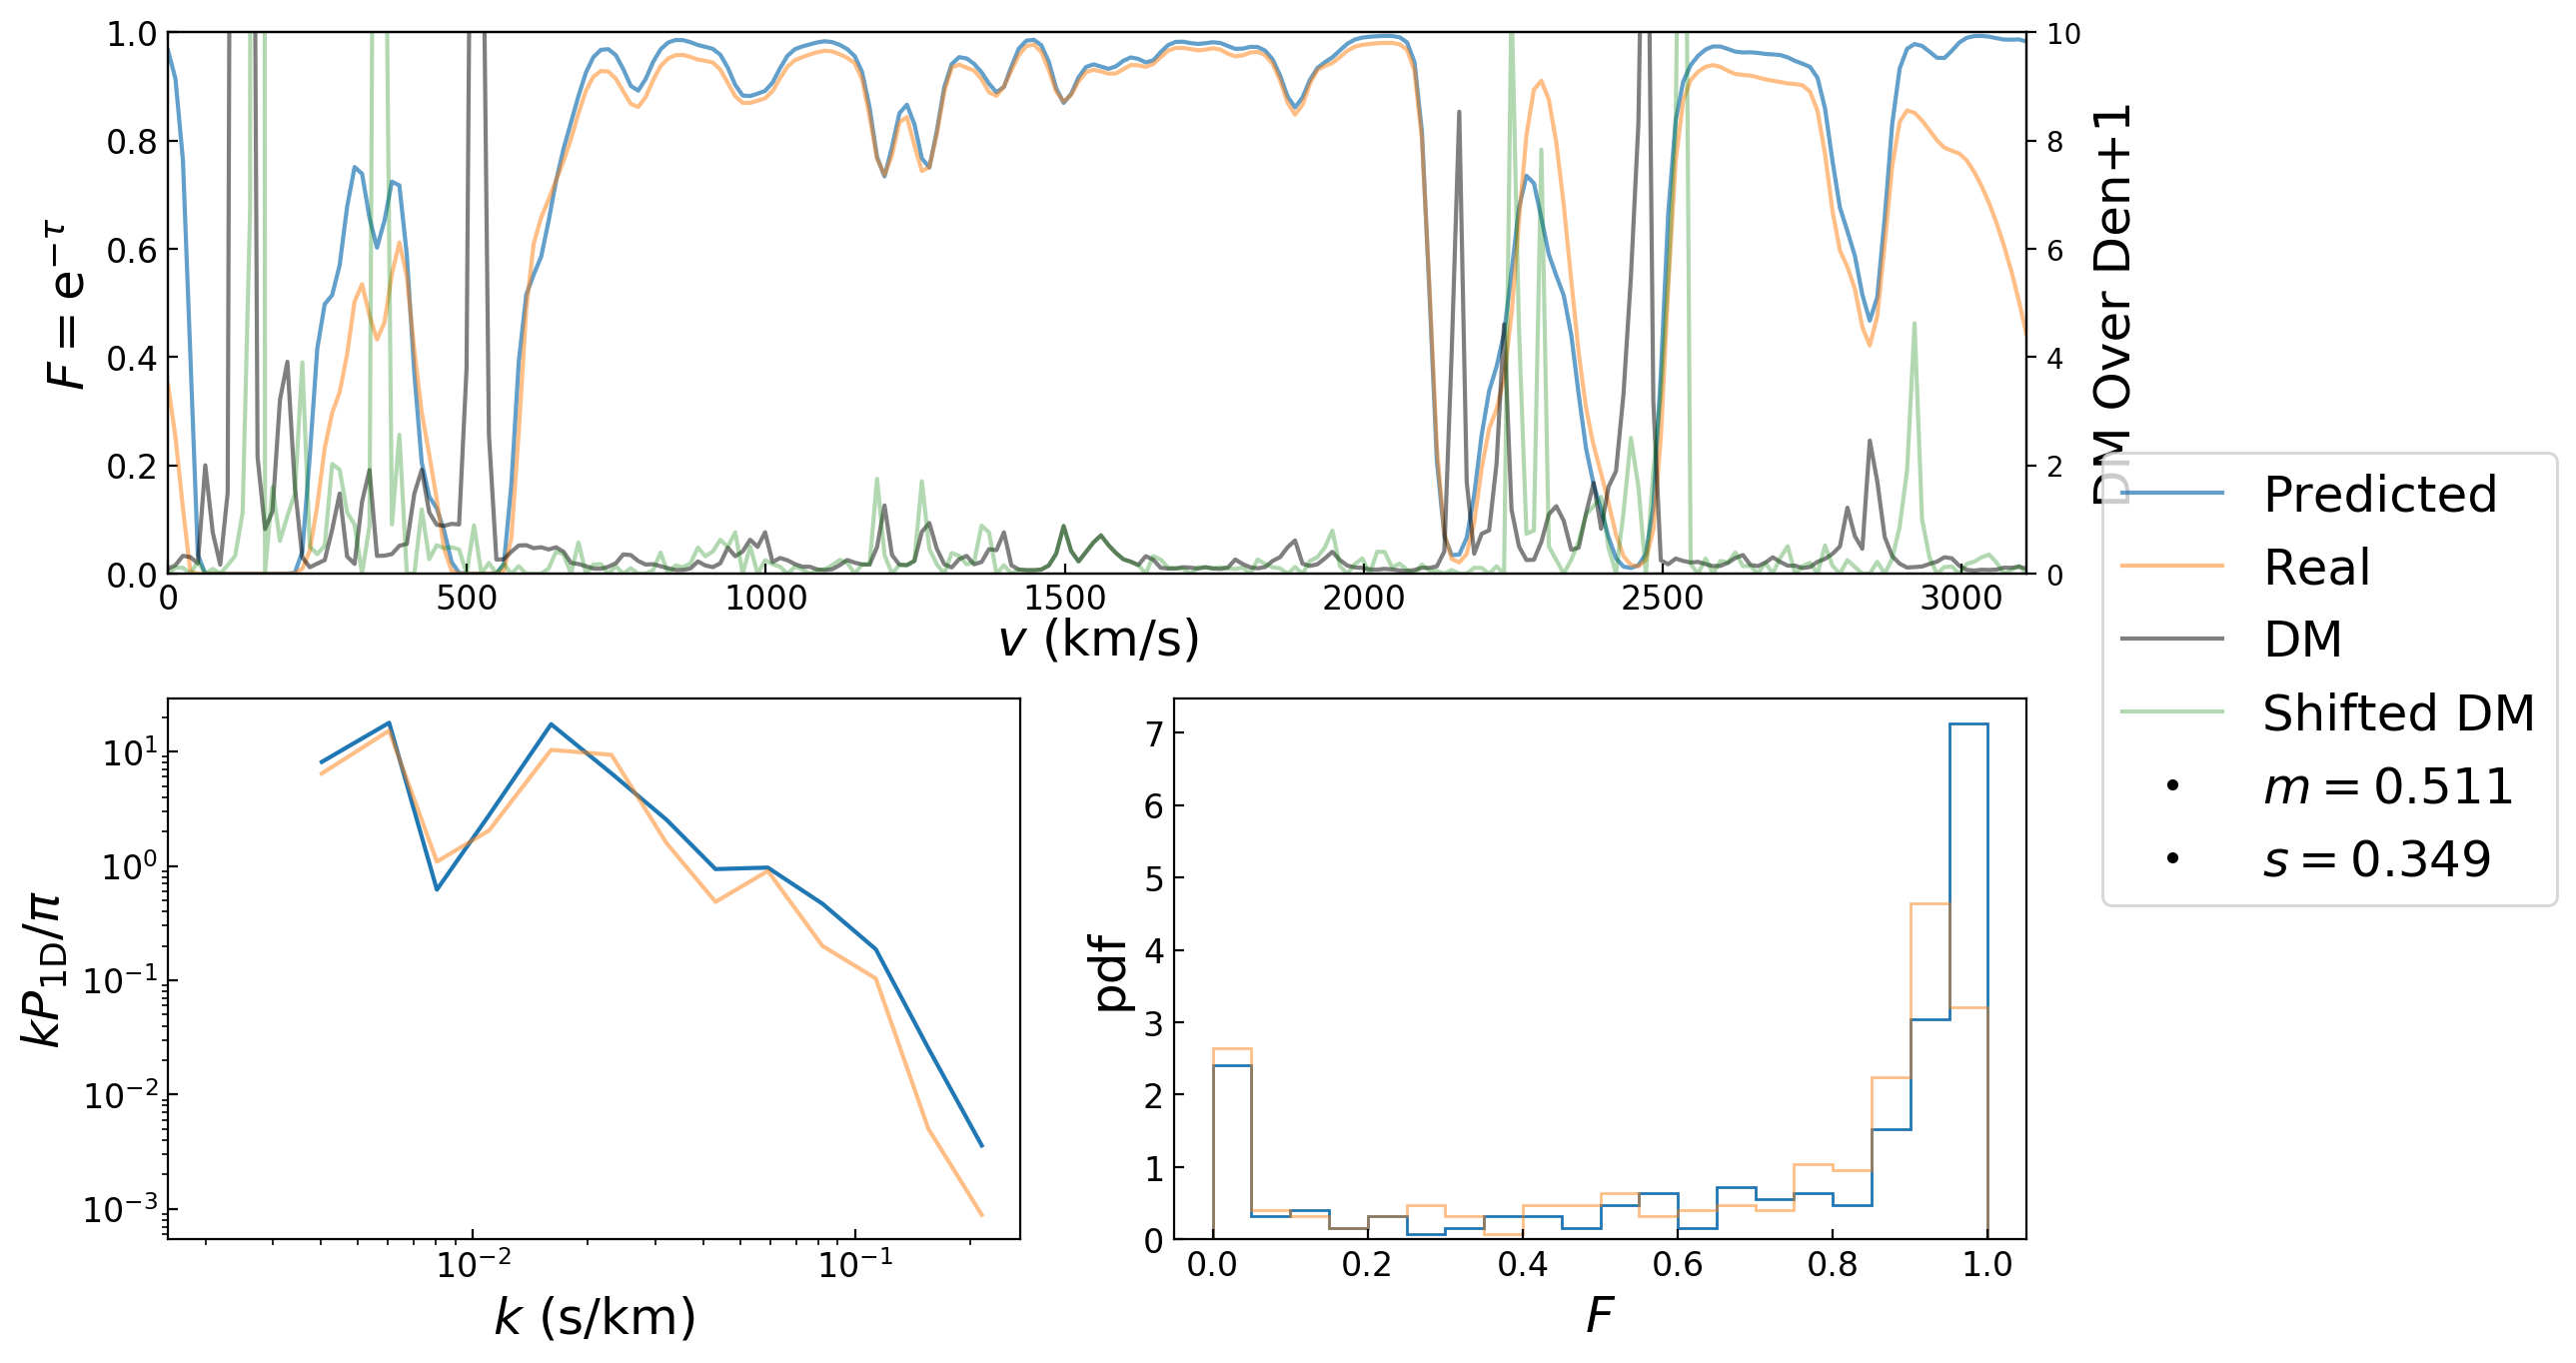 1.0
0.8
0.6
0.4
0.2
0.0
F = e^{−τ}
10
8
6
4
2
0
DM Over Den+1
0 500 1000 1500 2000 2500 3000
v (km/s)
Predicted
Real
DM
Shifted DM
m = 0.511
s = 0.349
10^1
10^0
10^{−1}
10^{−2}
10^{−3}
kP_{1D}/π
10^{−2} 10^{−1}
k (s/km)
7
6
5
4
3
2
1
0
pdf
0.0 0.2 0.4 0.6 0.8 1.0
F